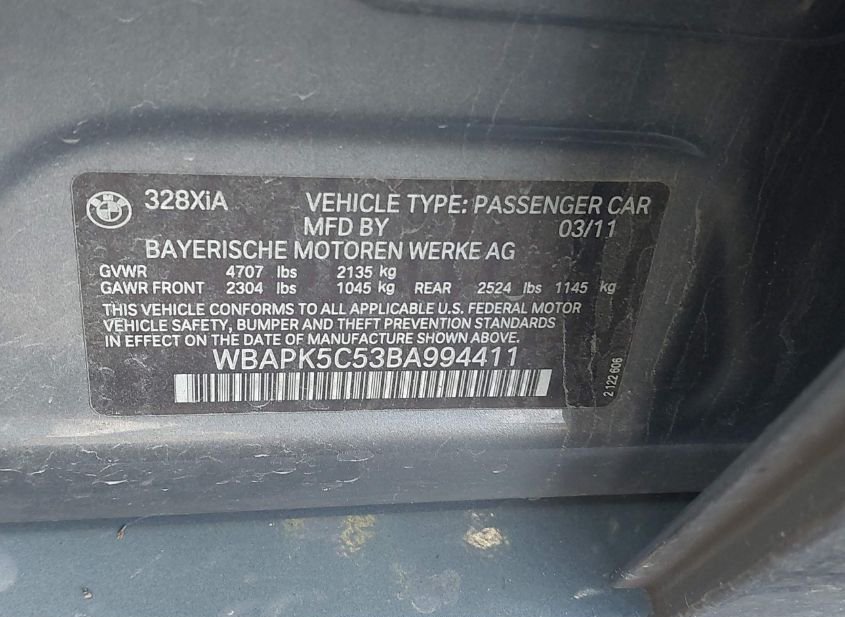 328XiA VEHICLE TYPE: PASSENGER CAR
MFD BY 03/11
BAYERISCHE MOTOREN WERKE AG
GVWR 4707 lbs 2135 kg
GAWR FRONT 2304 lbs 1045 kg REAR 2524 lbs 1145 kg
THIS VEHICLE CONFORMS TO ALL APPLICABLE U.S. FEDERAL MOTOR
VEHICLE SAFETY, BUMPER AND THEFT PREVENTION STANDARDS
IN EFFECT ON THE DATE OF MANUFACTURE SHOWN ABOVE.
WBAPK5C53BA994411
2 122 606